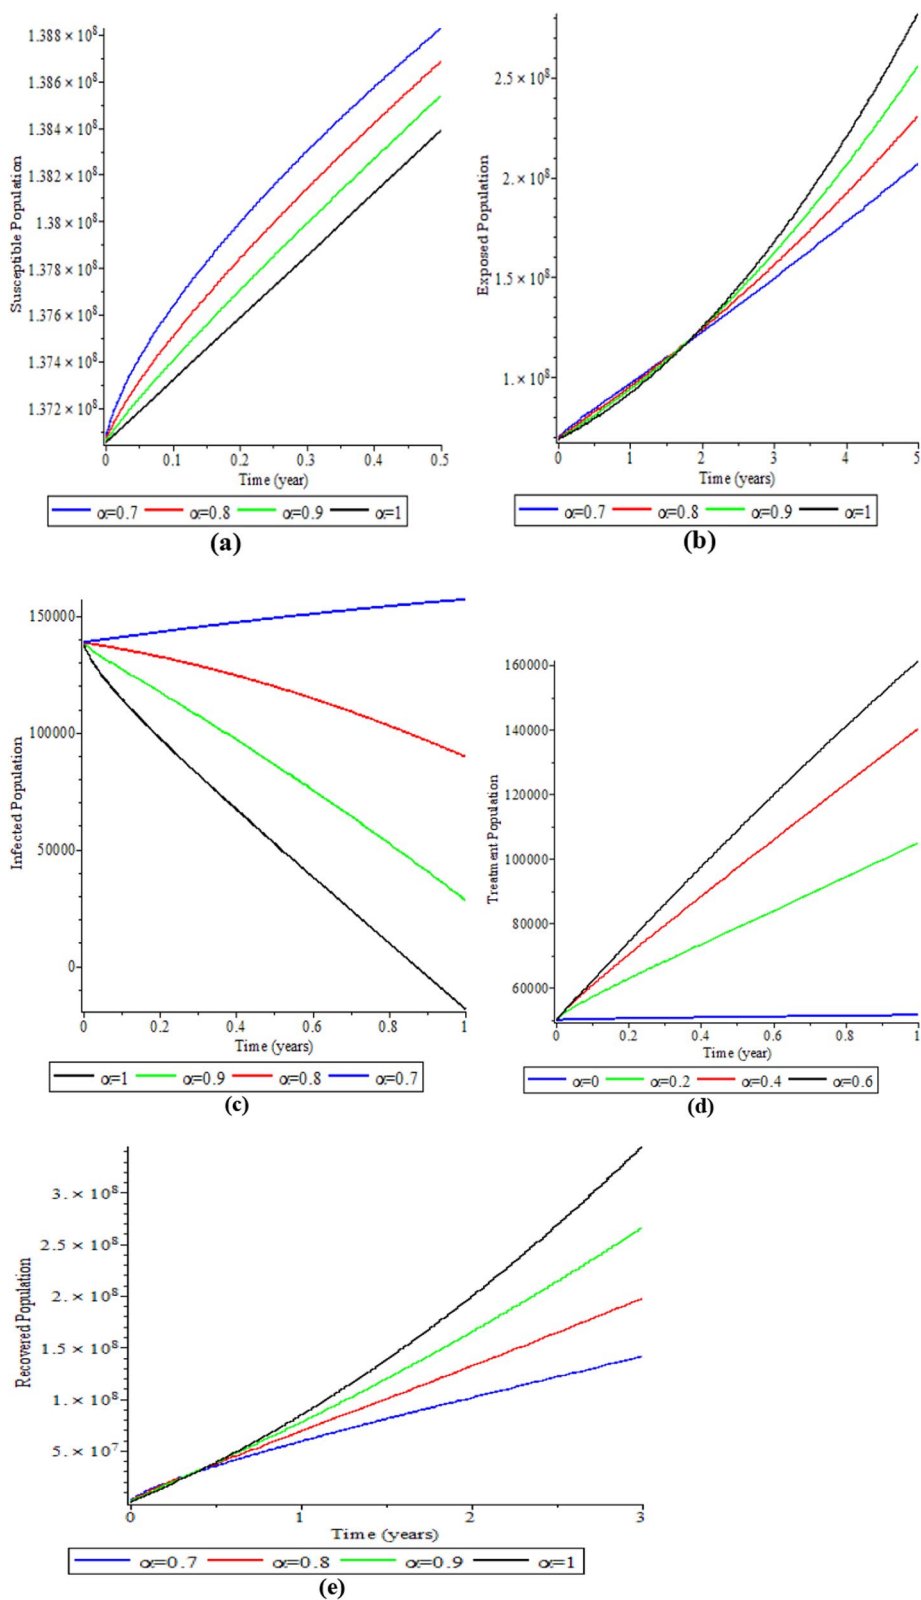 1.388 × 10⁸
1.386 × 10⁸
1.384 × 10⁸
1.382 × 10⁸
1.38 × 10⁸
1.378 × 10⁸
1.376 × 10⁸
1.374 × 10⁸
1.372 × 10⁸
Susceptible Population
0 0.1 0.2 0.3 0.4 0.5
Time (year)
α=0.7 α=0.8 α=0.9 α=1
(a)
2.5 × 10⁸
2. × 10⁸
1.5 × 10⁸
1. × 10⁸
Exposed Population
0 1 2 3 4 5
Time (years)
α=0.7 α=0.8 α=0.9 α=1
(b)
150000
100000
50000
0
Infected Population
0 0.2 0.4 0.6 0.8 1
Time (years)
α=1 α=0.9 α=0.8 α=0.7
(c)
160000
140000
120000
100000
80000
60000
Treatment Population
0 0.2 0.4 0.6 0.8 1
Time (year)
α=0 α=0.2 α=0.4 α=0.6
(d)
3. × 10⁸
2.5 × 10⁸
2. × 10⁸
1.5 × 10⁸
1. × 10⁸
5. × 10⁷
Recovered Population
0 1 2 3
Time (years)
α=0.7 α=0.8 α=0.9 α=1
(e)